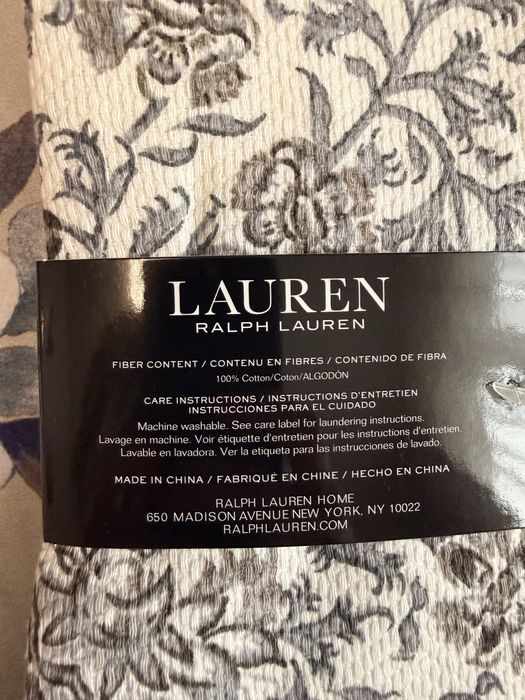 LAUREN
RALPH LAUREN
FIBER CONTENT / CONTENU EN FIBRES / CONTENIDO DE FIBRA
100% Cotton/Coton/ALGODÓN
CARE INSTRUCTIONS / INSTRUCTIONS D'ENTRETIEN
INSTRUCCIONES PARA EL CUIDADO
Machine washable. See care label for laundering instructions.
Lavage en machine. Voir étiquette d'entretien pour les instructions d'entretien.
Lavable en lavadora. Ver la etiqueta para las instrucciones de lavado.
MADE IN CHINA / FABRIQUÉ EN CHINE / HECHO EN CHINA
RALPH LAUREN HOME
650 MADISON AVENUE NEW YORK, NY 10022
RALPHLAUREN.COM